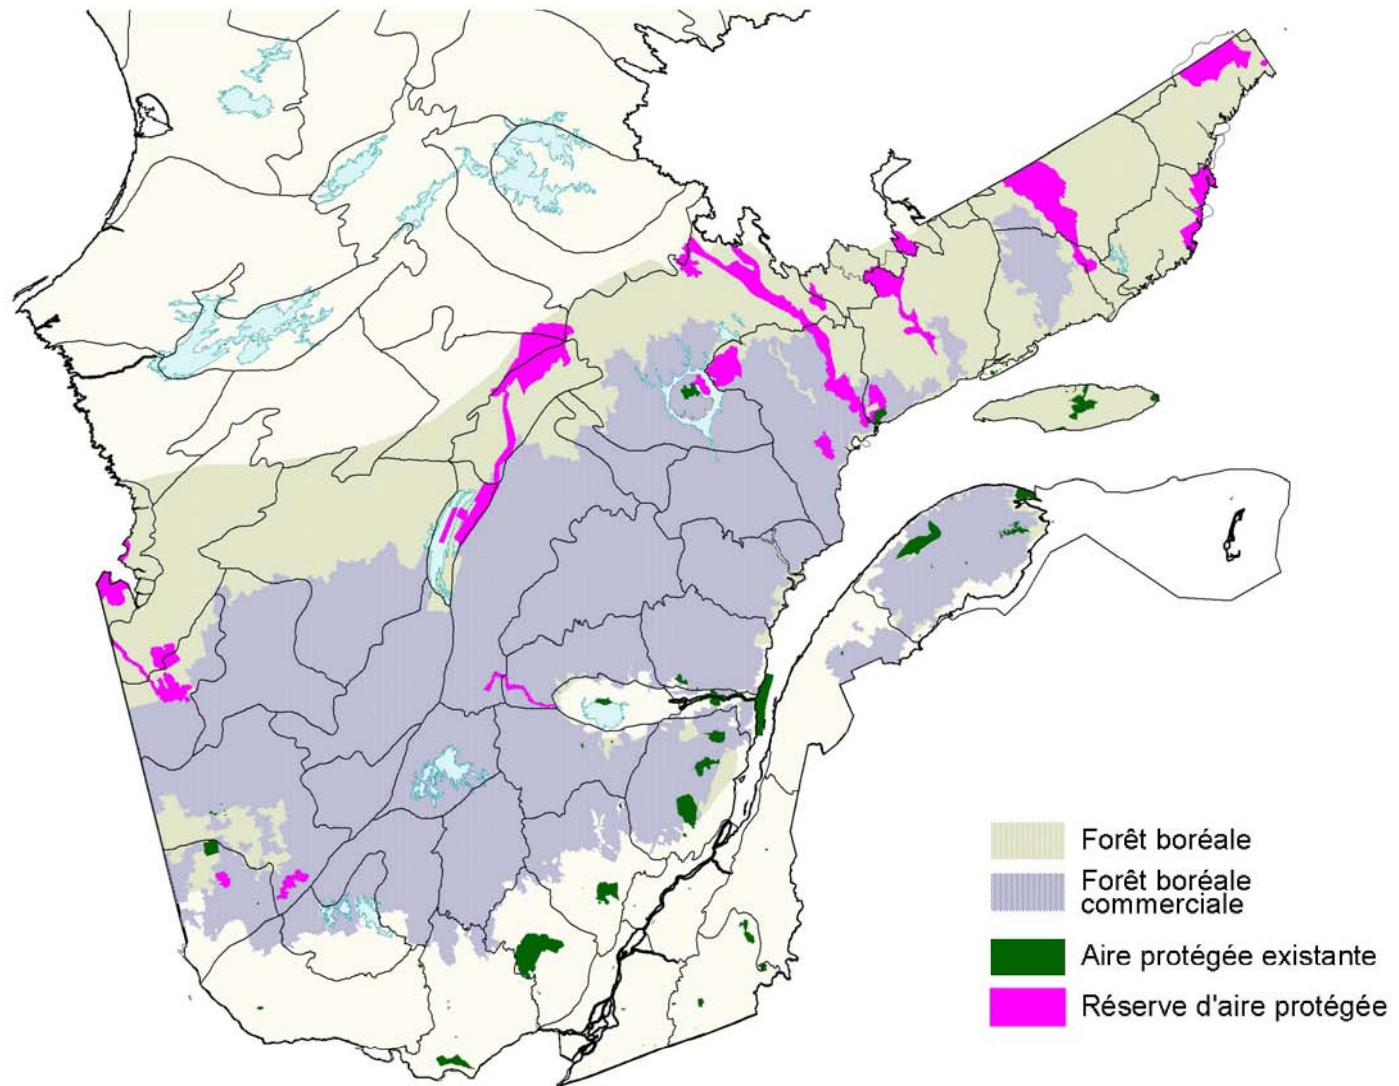 Forêt boréale
Forêt boréale
commerciale
Aire protégée existante
Réserve d'aire protégée